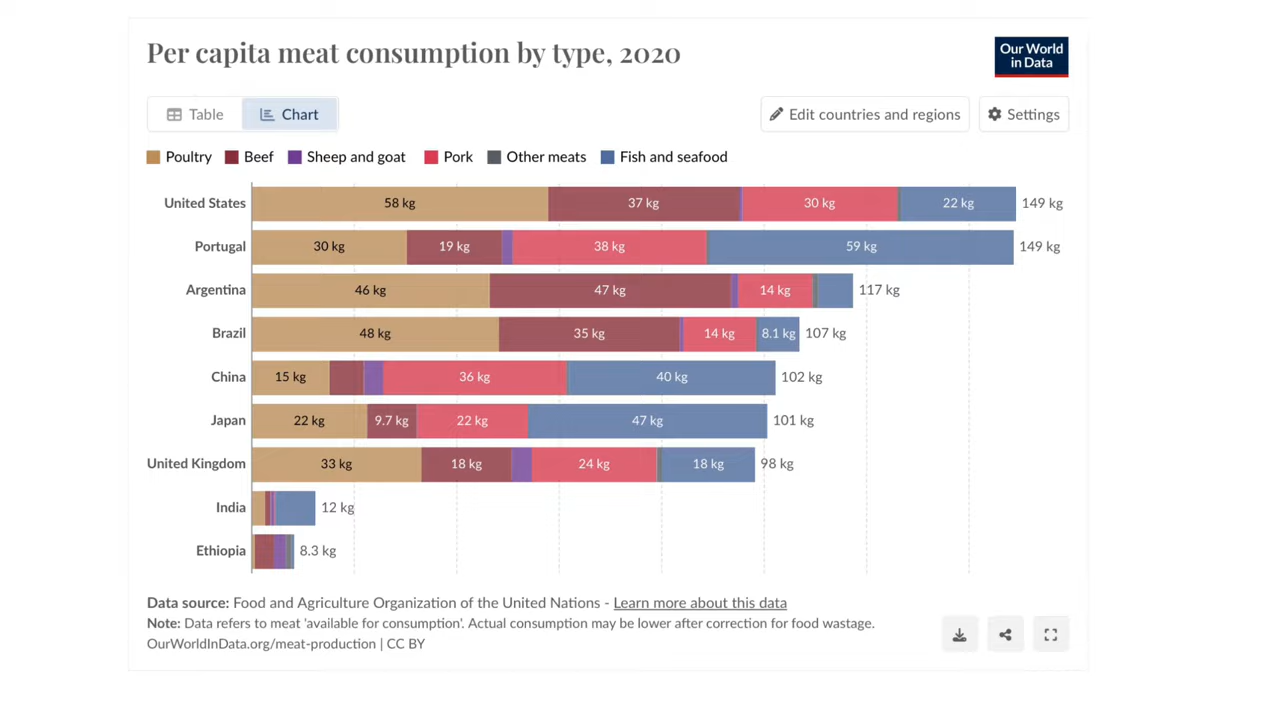 Per capita meat consumption by type, 2020
Our World
in Data
Table
Chart
Edit countries and regions
Settings
Poultry Beef Sheep and goat Pork Other meats Fish and seafood
United States 58 kg 37 kg 30 kg 22 kg 149 kg
Portugal 30 kg 19 kg 38 kg 59 kg 149 kg
Argentina 46 kg 47 kg 14 kg 117 kg
Brazil 48 kg 35 kg 14 kg 8.1 kg 107 kg
China 15 kg 36 kg 40 kg 102 kg
Japan 22 kg 9.7 kg 22 kg 47 kg 101 kg
United Kingdom 33 kg 18 kg 24 kg 18 kg 98 kg
India 12 kg
Ethiopia 8.3 kg
Data source: Food and Agriculture Organization of the United Nations - Learn more about this data
Note: Data refers to meat 'available for consumption'. Actual consumption may be lower after correction for food wastage.
OurWorldInData.org/meat-production | CC BY